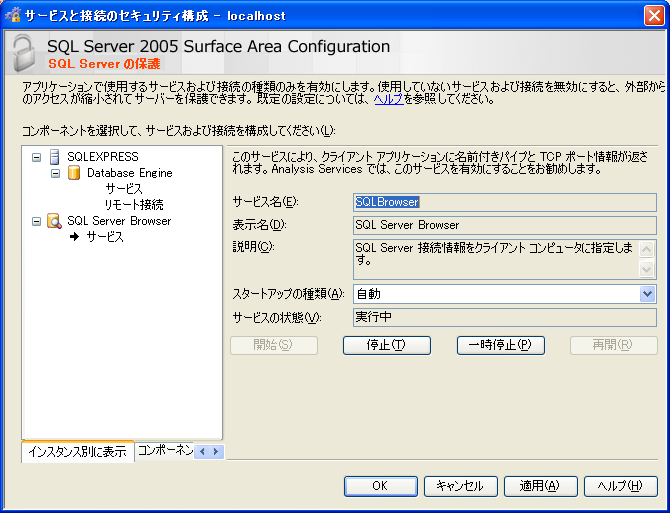 サービスと接続のセキュリティ構成 - localhost
SQL Server 2005 Surface Area Configuration
SQL Server の保護
アプリケーションで使用するサービスおよび接続の種類のみを有効にします。使用していないサービスおよび接続を無効にすると、外部から
のアクセスが縮小されてサーバーを保護できます。既定の設定については、ヘルプを参照してください。
コンポーネントを選択して、サービスおよび接続を構成してください(L):
SQLEXPRESS
Database Engine
サービス
リモート接続
SQL Server Browser
サービス
このサービスにより、クライアント アプリケーションに名前付きパイプと TCP ポート情報が返さ
れます。Analysis Services では、このサービスを有効にすることをお勧めします。
サービス名(E): SQLBrowser
表示名(D): SQL Server Browser
説明(C): SQL Server 接続情報をクライアント コンピュータに指定しま
す。
スタートアップの種類(A): 自動
サービスの状態(V): 実行中
開始(S) 停止(T) 一時停止(P) 再開(R)
インスタンス別に表示 コンポーネン
OK キャンセル 適用(A) ヘルプ(H)